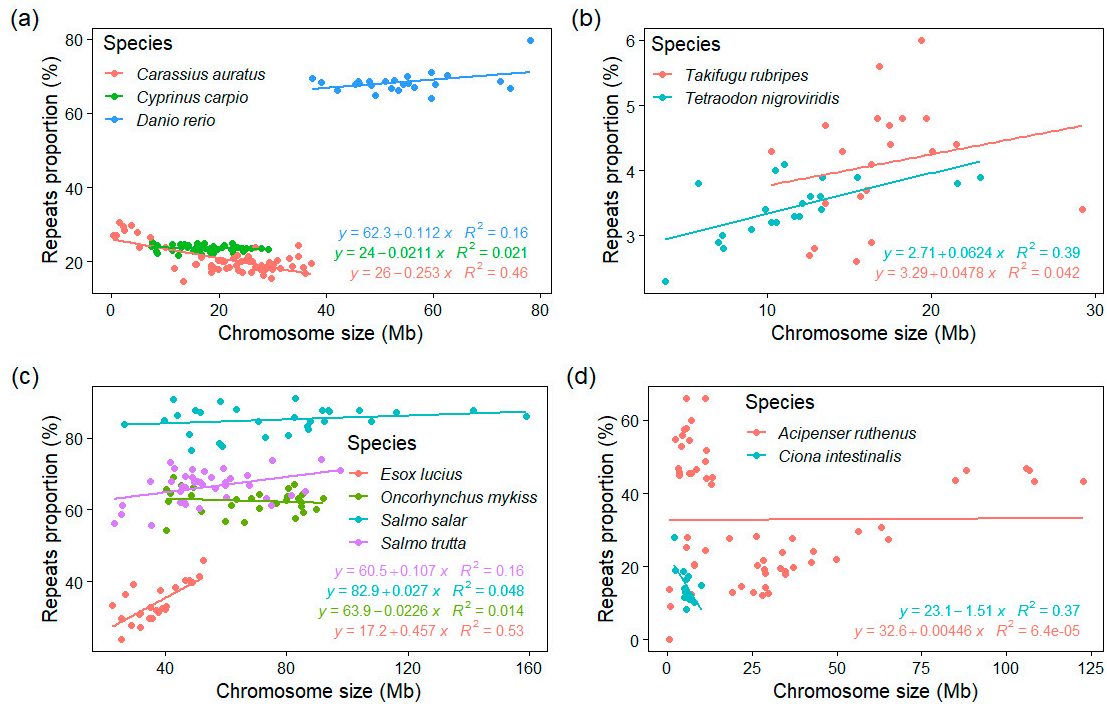 (a)
Repeats proportion (%)
80
60
40
20
Species
Carassius auratus
Cyprinus carpio
Danio rerio
y = 62.3 + 0.112 x R² = 0.16
y = 24 − 0.0211 x R² = 0.021
y = 26 − 0.253 x R² = 0.46
0 20 40 60 80
Chromosome size (Mb)
(b)
Repeats proportion (%)
6
5
4
3
Species
Takifugu rubripes
Tetraodon nigroviridis
y = 2.71 + 0.0624 x R² = 0.39
y = 3.29 + 0.0478 x R² = 0.042
10 20 30
Chromosome size (Mb)
(c)
Repeats proportion (%)
80
60
40
Species
Esox lucius
Oncorhynchus mykiss
Salmo salar
Salmo trutta
y = 60.5 + 0.107 x R² = 0.16
y = 82.9 + 0.027 x R² = 0.048
y = 63.9 − 0.0226 x R² = 0.014
y = 17.2 + 0.457 x R² = 0.53
40 80 120 160
Chromosome size (Mb)
(d)
Repeats proportion (%)
60
40
20
0
Species
Acipenser ruthenus
Ciona intestinalis
y = 23.1 − 1.51 x R² = 0.37
y = 32.6 + 0.00446 x R² = 6.4e-05
0 25 50 75 100 125
Chromosome size (Mb)